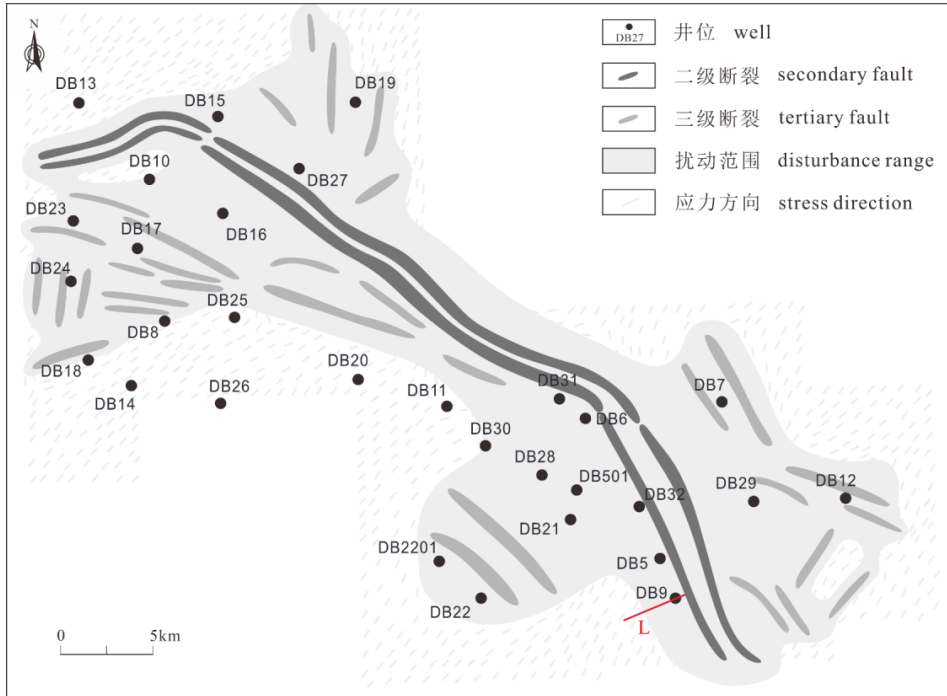 N
DB13
DB15
DB19
DB10
DB27
DB23
DB17
DB16
DB24
DB25
DB8
DB18
DB14
DB26
DB20
DB11
DB31
DB6
DB7
DB30
DB28
DB501
DB32
DB29
DB12
DB21
DB2201
DB5
DB22
DB9
L
0 5km
DB27 井位 well
二级断裂 secondary fault
三级断裂 tertiary fault
扰动范围 disturbance range
应力方向 stress direction